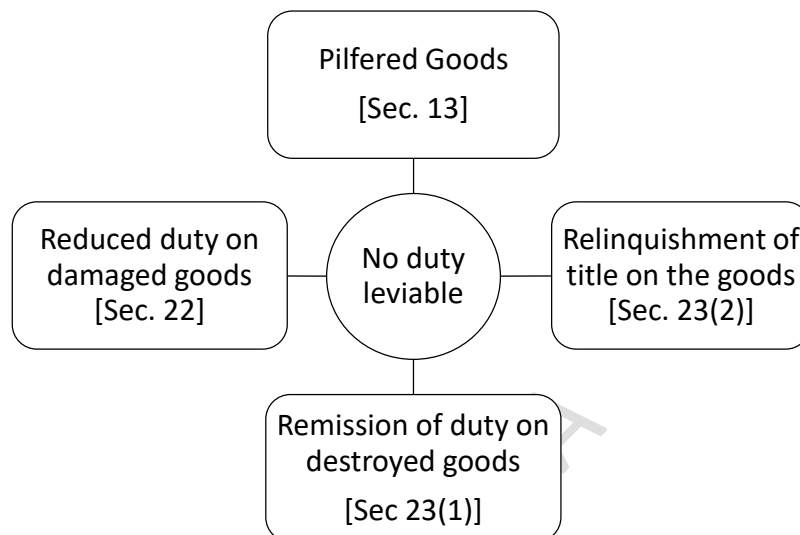 Pilfered Goods
[Sec. 13]
Reduced duty on
damaged goods
[Sec. 22]
No duty
leviable
Relinquishment of
title on the goods
[Sec. 23(2)]
Remission of duty on
destroyed goods
[Sec 23(1)]
A